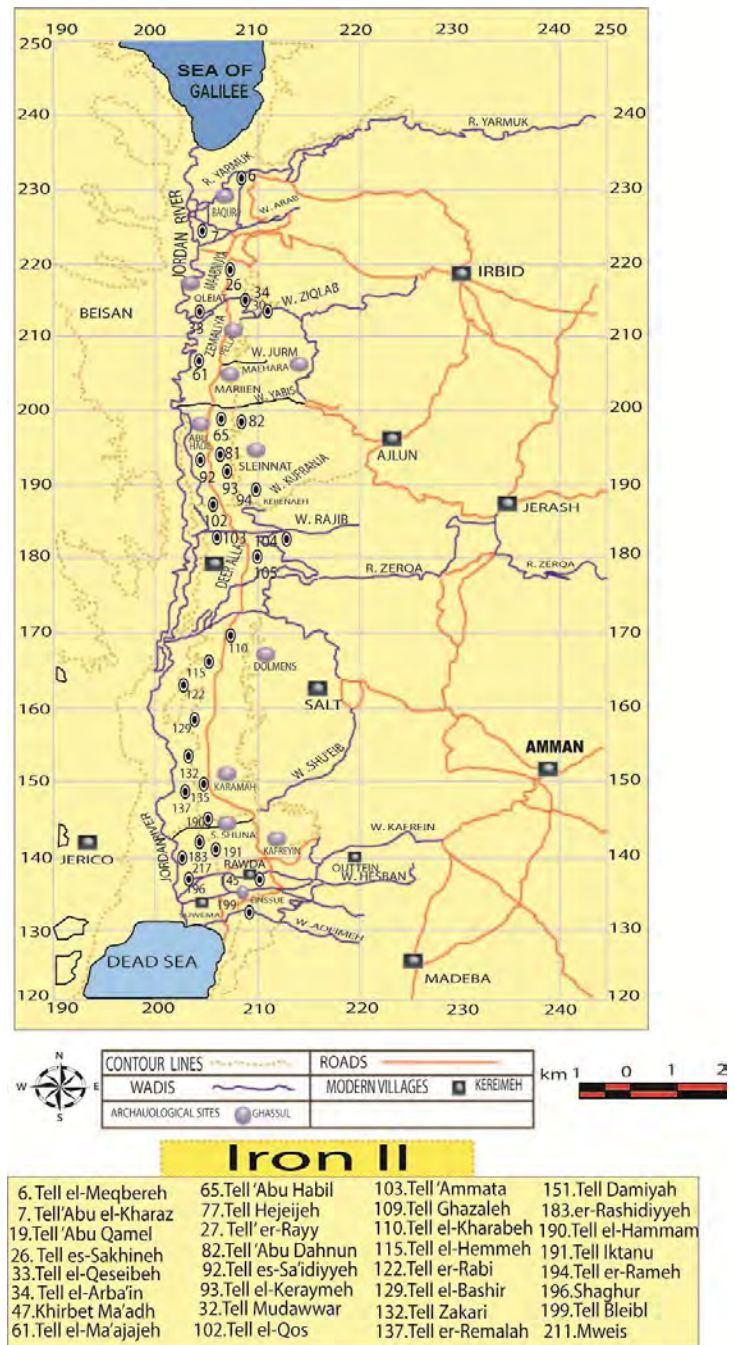 190 200 210 220 230 240 250
250
SEA OF
GALILEE
240 240
R. YARMUK
R. YARMUK
6
230 230
BAQURA
W. ARAB
7
JORDAN RIVER
220 26 IRBID 220
34
W. ZIQLAB
QLEIAT
30
BEISAN
33
ZEMALIYA
PELLA
210 210
W. JURM
61
MAEHARA
MARIIEN
W. YABIS
200 200
65 82
ABU
81 AJLUN
SLEINNAT
92
W. KUFRANJA
93
190 94 190
KERENAEH
102 JERASH
W. RAJIB
103 104
180 180
DEER ALLA
105
R. ZERQA
R. ZERQA
170 170
110
DOLMENS
115
122
SALT
160 160
129
AMMAN
W. SHU'EIB
132
150 150
135
KARAMAH
137
190
S. SHUNA
W. KAFREIN
JORDAN RIVER
KAFREYIN
JERICO
140 183 191 140
217
RAWDA
OUTTEIN
W. HESBAN
196 45
199
130 130
DEAD SEA
MADEBA
120 120
190 200 210 220 230 240
N
W E
S
CONTOUR LINES ROADS
WADIS MODERN VILLAGES KEREIMEH
ARCHAUOLOGICAL SITES GHASSUL
km 1 0 1 2
Iron II
6. Tell el-Meqbereh
7. Tell'Abu el-Kharaz
19.Tell'Abu Qamel
26. Tell es-Sakhineh
33.Tell el-Qeseibeh
34. Tell el-Arba'in
47.Khirbet Ma'adh
61.Tell el-Ma'ajajeh
65.Tell'Abu Habil
77.Tell Hejeijeh
27.Tell' er-Rayy
82.Tell'Abu Dahnun
92.Tell es-Sa'idiyyeh
93.Tell el-Keraymeh
32.Tell Mudawwar
102.Tell el-Qos
103.Tell'Ammata
109.Tell Ghazaleh
110.Tell el-Kharabeh
115.Tell el-Hemmeh
122.Tell er-Rabi
129.Tell el-Bashir
132.Tell Zakari
137.Tell er-Remalah
151.Tell Damiyah
183.er-Rashidiyyeh
190.Tell el-Hammam
191.Tell Iktanu
194.Tell er-Rameh
196.Shaghur
199.Tell Bleibl
211.Mweis